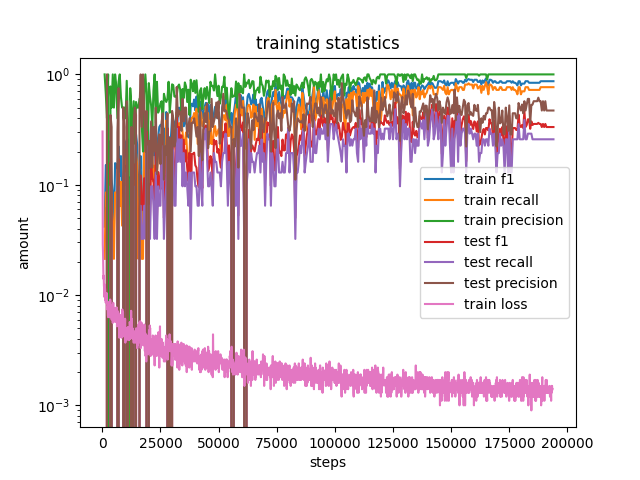 training statistics
10⁰
10⁻¹
10⁻²
10⁻³
amount
train f1
train recall
train precision
test f1
test recall
test precision
train loss
0 25000 50000 75000 100000 125000 150000 175000 200000
steps